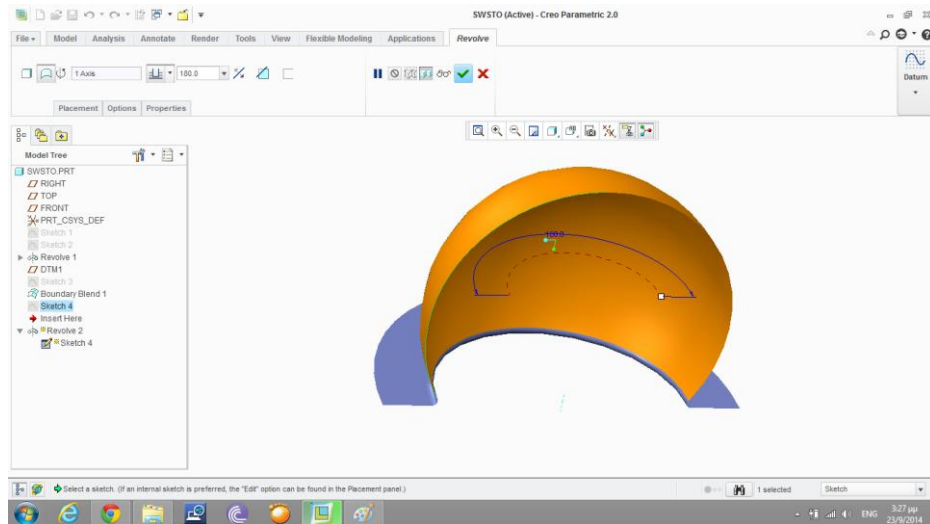 SWSTO (Active) - Creo Parametric 2.0
File Model Analysis Annotate Render Tools View Flexible Modeling Applications Revolve
1 Axis 180.0
Datum
Placement Options Properties
Model Tree
SWSTO.PRT
RIGHT
TOP
FRONT
PRT_CSYS_DEF
Sketch 1
Sketch 2
Revolve 1
DTM1
Sketch 3
Boundary Blend 1
Sketch 4
Insert Here
Revolve 2
Sketch 4
Select a sketch. (If an internal sketch is preferred, the "Edit" option can be found in the Placement panel.) 1 selected Sketch
ENG 3:27 μμ
23/9/2014